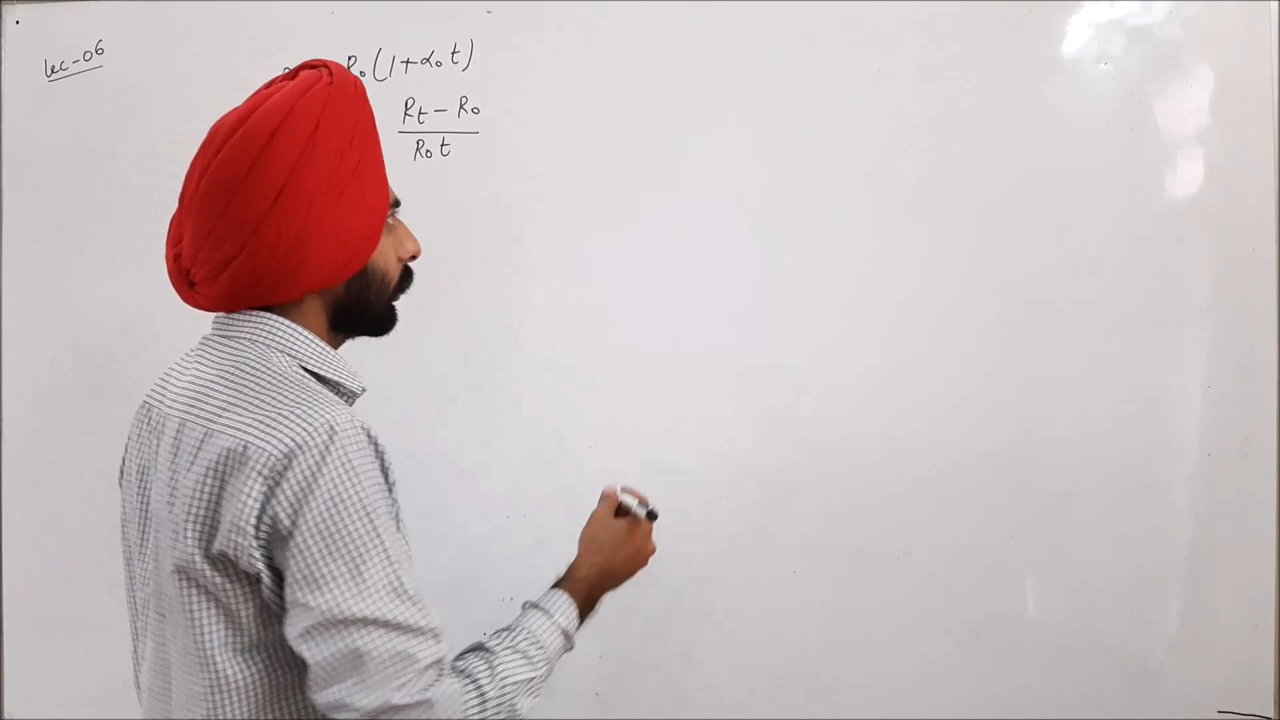 Lec-06
R₀(1+α₀t)
Rt − R₀
R₀t